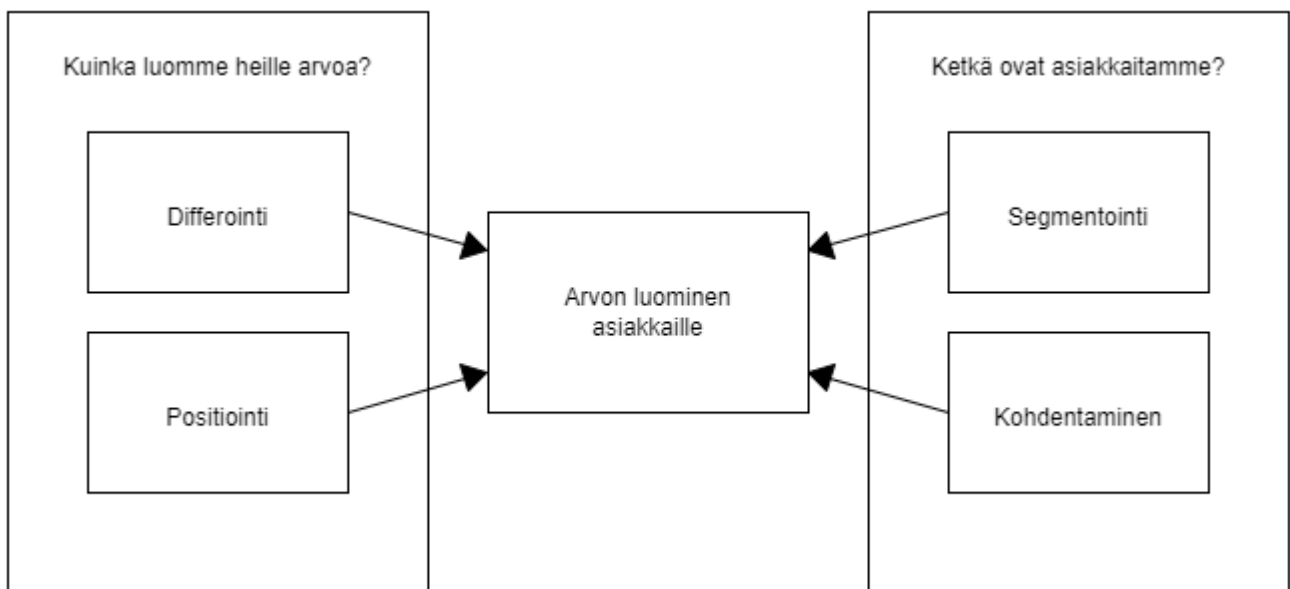 Kuinka luomme heille arvoa?
Differointi
Positiointi
Arvon luominen
asiakkaille
Ketkä ovat asiakkaitamme?
Segmentointi
Kohdentaminen